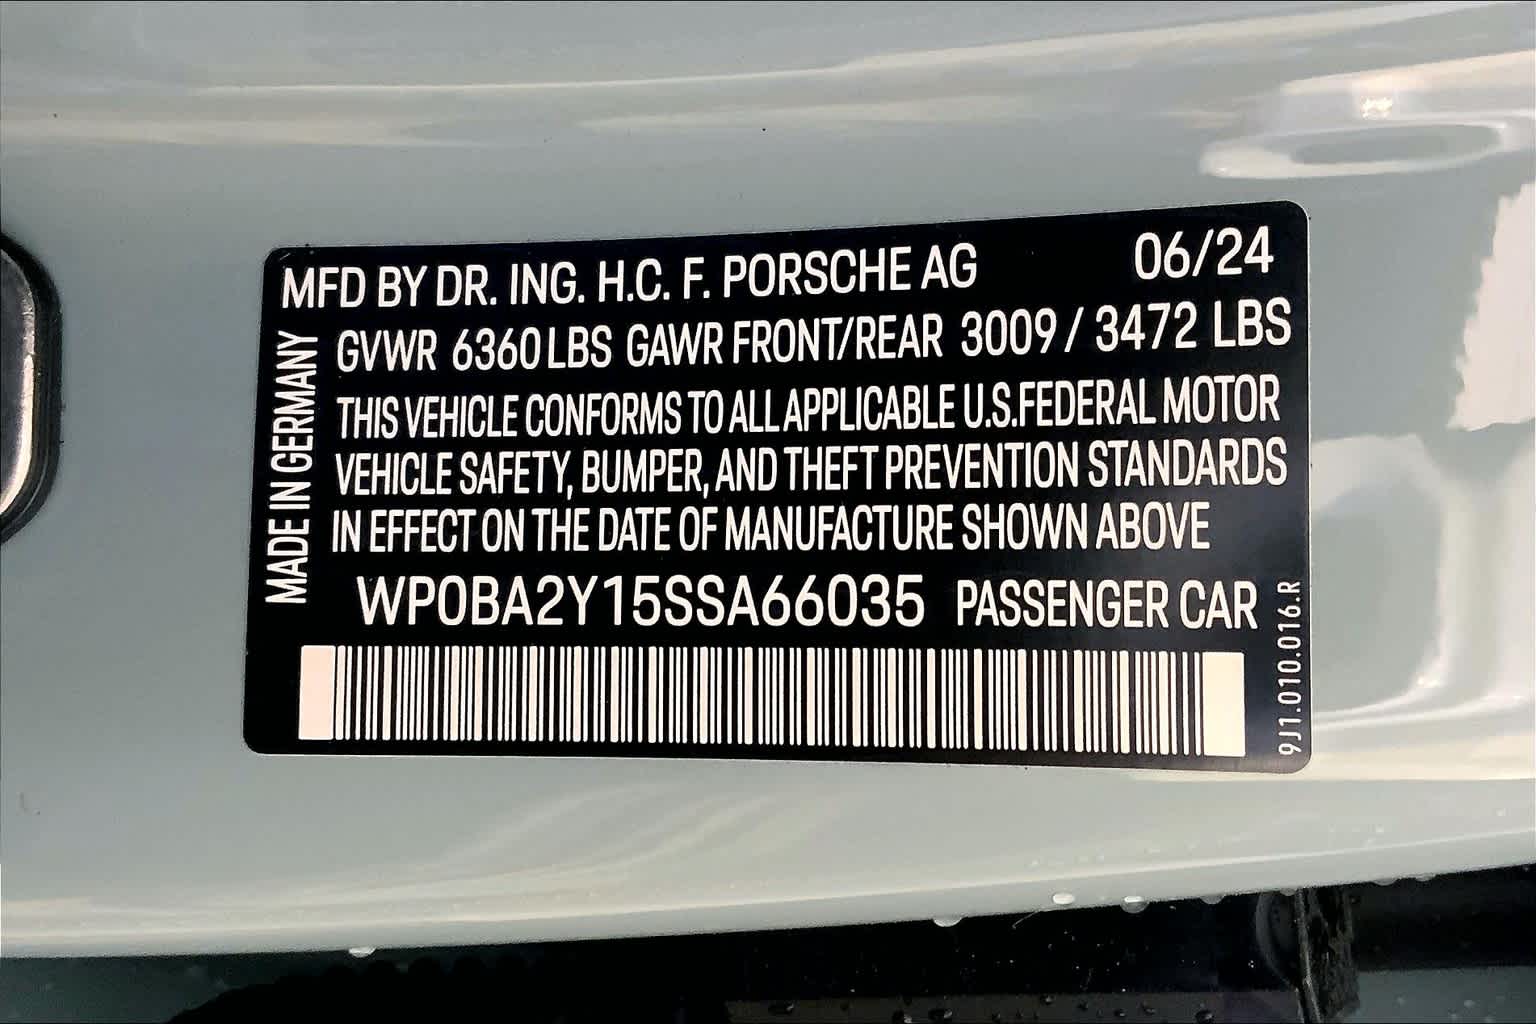 MFD BY DR. ING. H.C. F. PORSCHE AG 06/24
GVWR 6360 LBS GAWR FRONT/REAR 3009 / 3472 LBS
THIS VEHICLE CONFORMS TO ALL APPLICABLE U.S.FEDERAL MOTOR
VEHICLE SAFETY, BUMPER, AND THEFT PREVENTION STANDARDS
IN EFFECT ON THE DATE OF MANUFACTURE SHOWN ABOVE
WP0BA2Y15SSA66035 PASSENGER CAR
MADE IN GERMANY
9J1.010.016.R